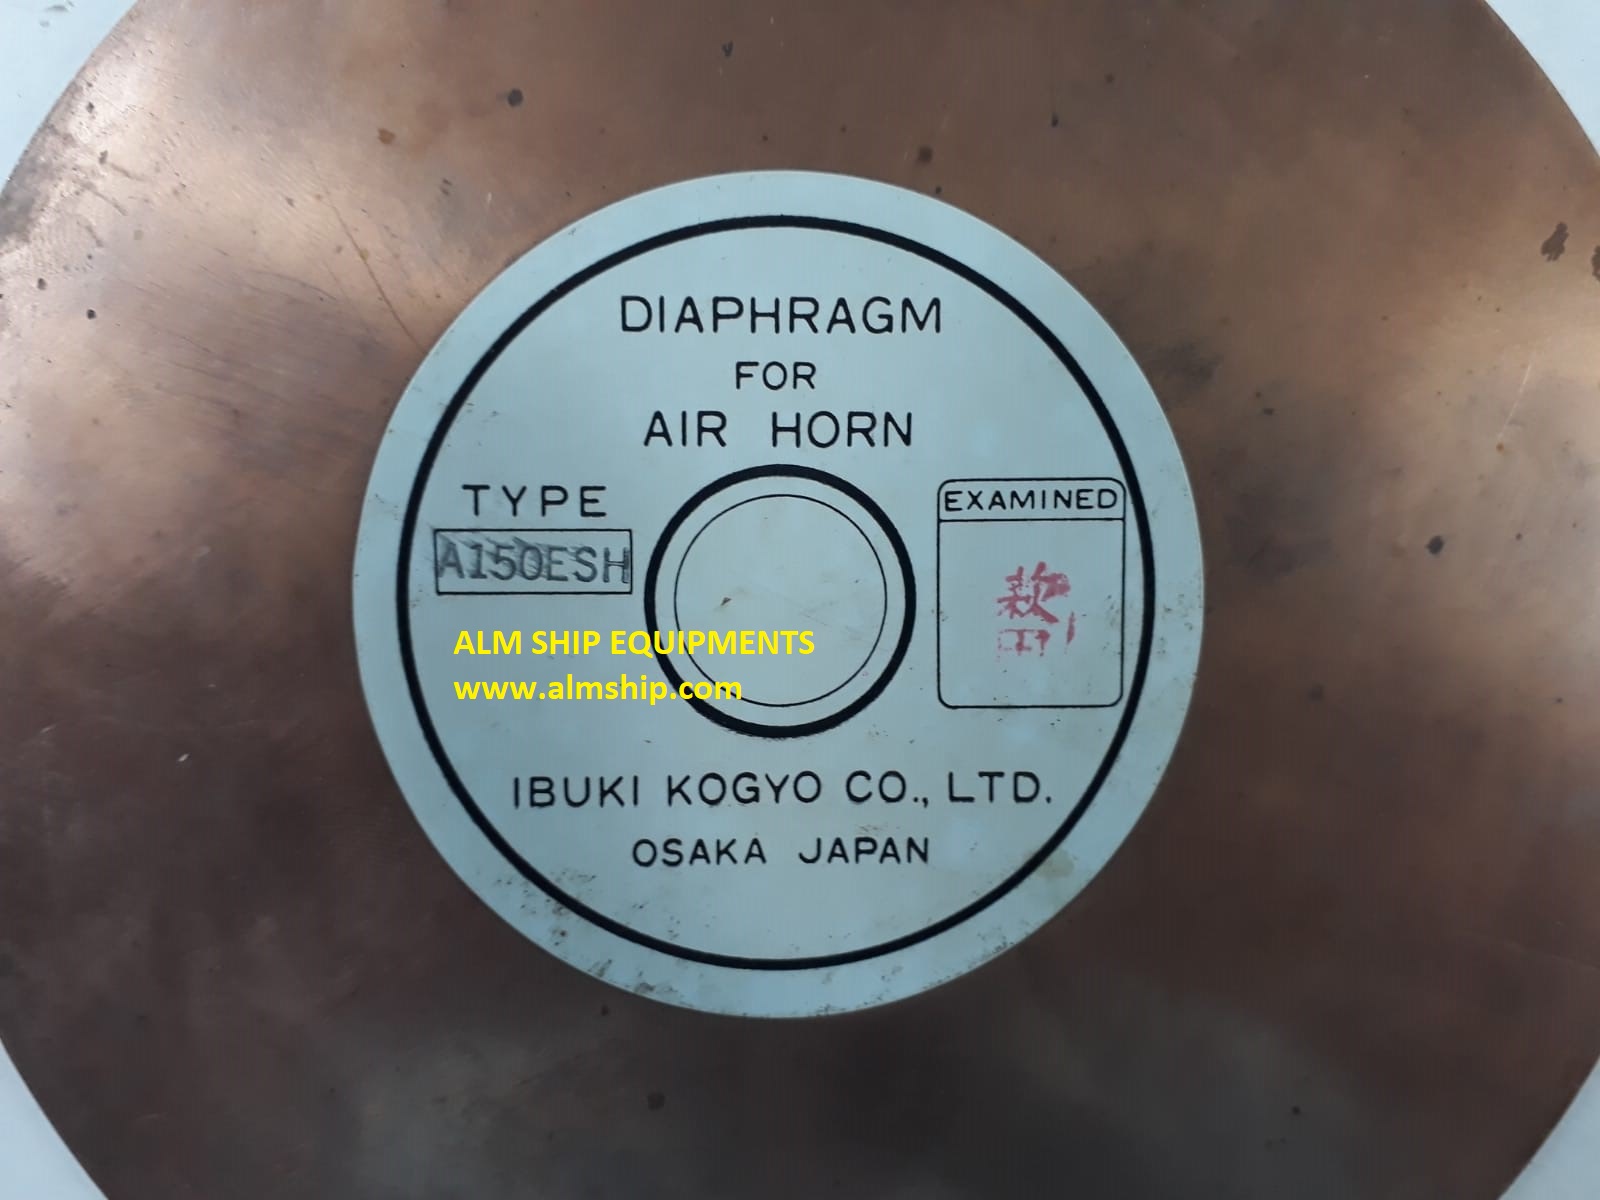 DIAPHRAGM
FOR
AIR HORN
TYPE
A150ESH
EXAMINED
ALM SHIP EQUIPMENTS
www.almship.com
IBUKI KOGYO CO., LTD.
OSAKA JAPAN